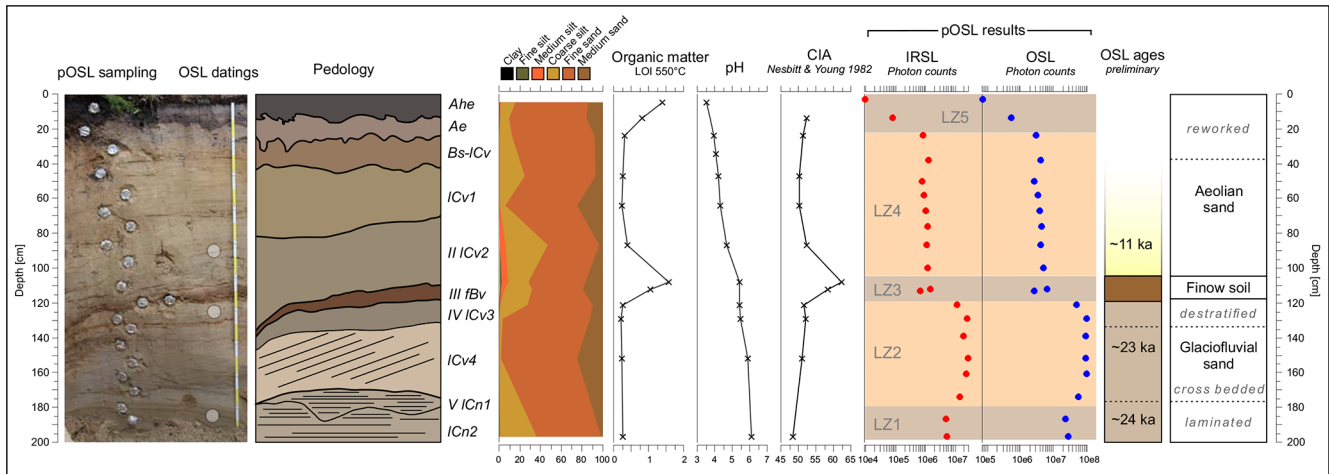 pOSL results
Clay
Fine silt
Medium silt
Coarse silt
Fine sand
Medium sand
pOSL sampling OSL datings Pedology Organic matter pH CIA IRSL OSL OSL ages
LOI 550°C Nesbitt & Young 1982 Photon counts Photon counts preliminary
Depth [cm]
0
20
40
60
80
100
120
140
160
180
200
Ahe
Ae
Bs-lCv
lCv1
II lCv2
III fBv
IV lCv3
lCv4
V lCn1
lCn2
0 20 40 60 80 100
0 1 2
3 4 5 6 7
45 50 55 60 65
10e4 10e5 10e6 10e7
10e5 10e6 10e7 10e8
LZ5
LZ4
LZ3
LZ2
LZ1
~11 ka
~23 ka
~24 ka
reworked
Aeolian
sand
Finow soil
destratified
Glaciofluvial
sand
cross bedded
laminated
0
20
40
60
80
100
120
140
160
180
200
Depth [cm]